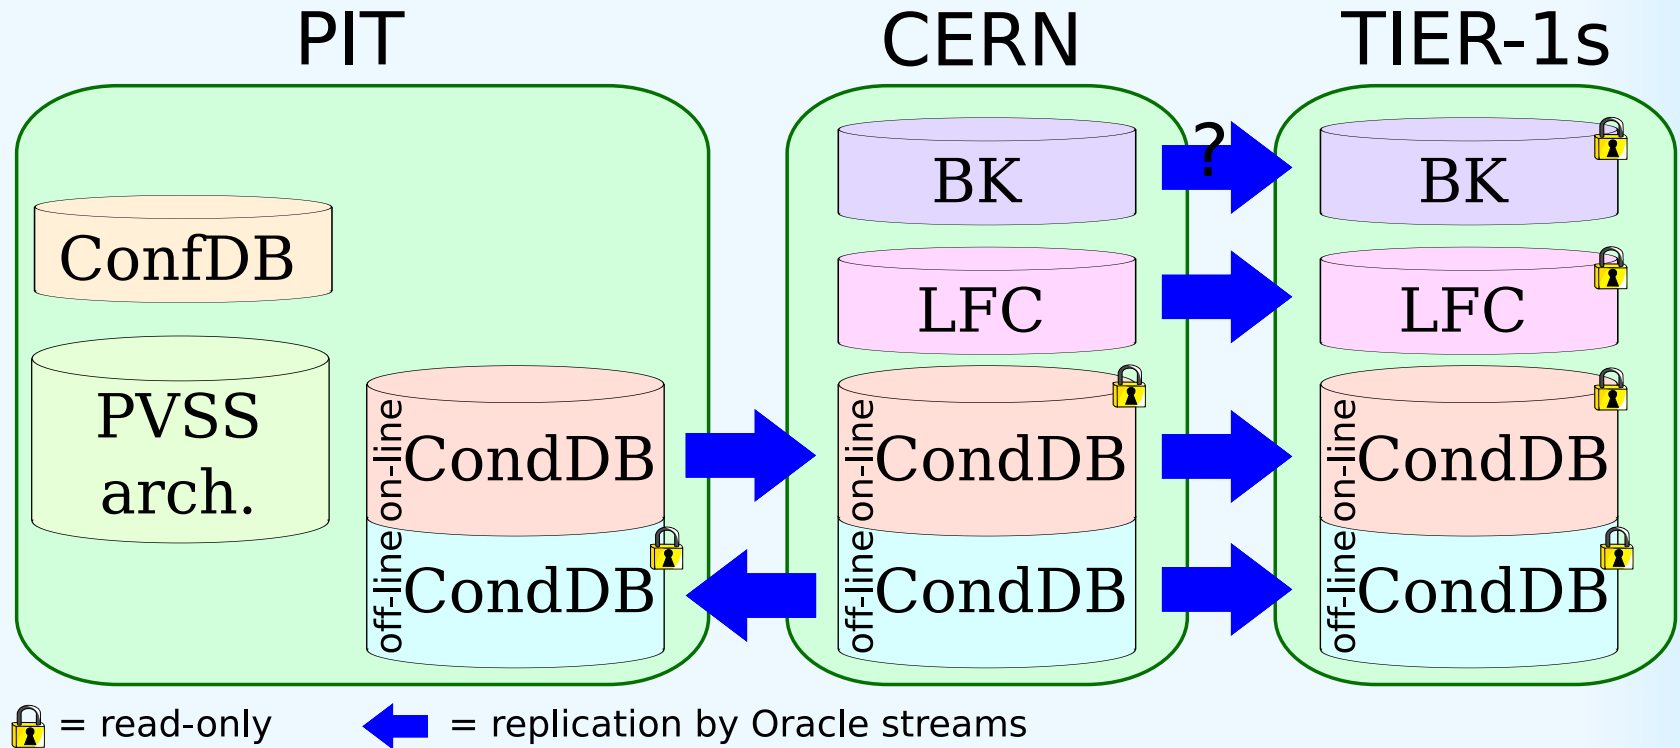 PIT
CERN
TIER-1s
ConfDB
PVSS
arch.
on-line
CondDB
off-line
CondDB
BK
LFC
on-line
CondDB
off-line
CondDB
?
BK
LFC
on-line
CondDB
off-line
CondDB
= read-only
= replication by Oracle streams